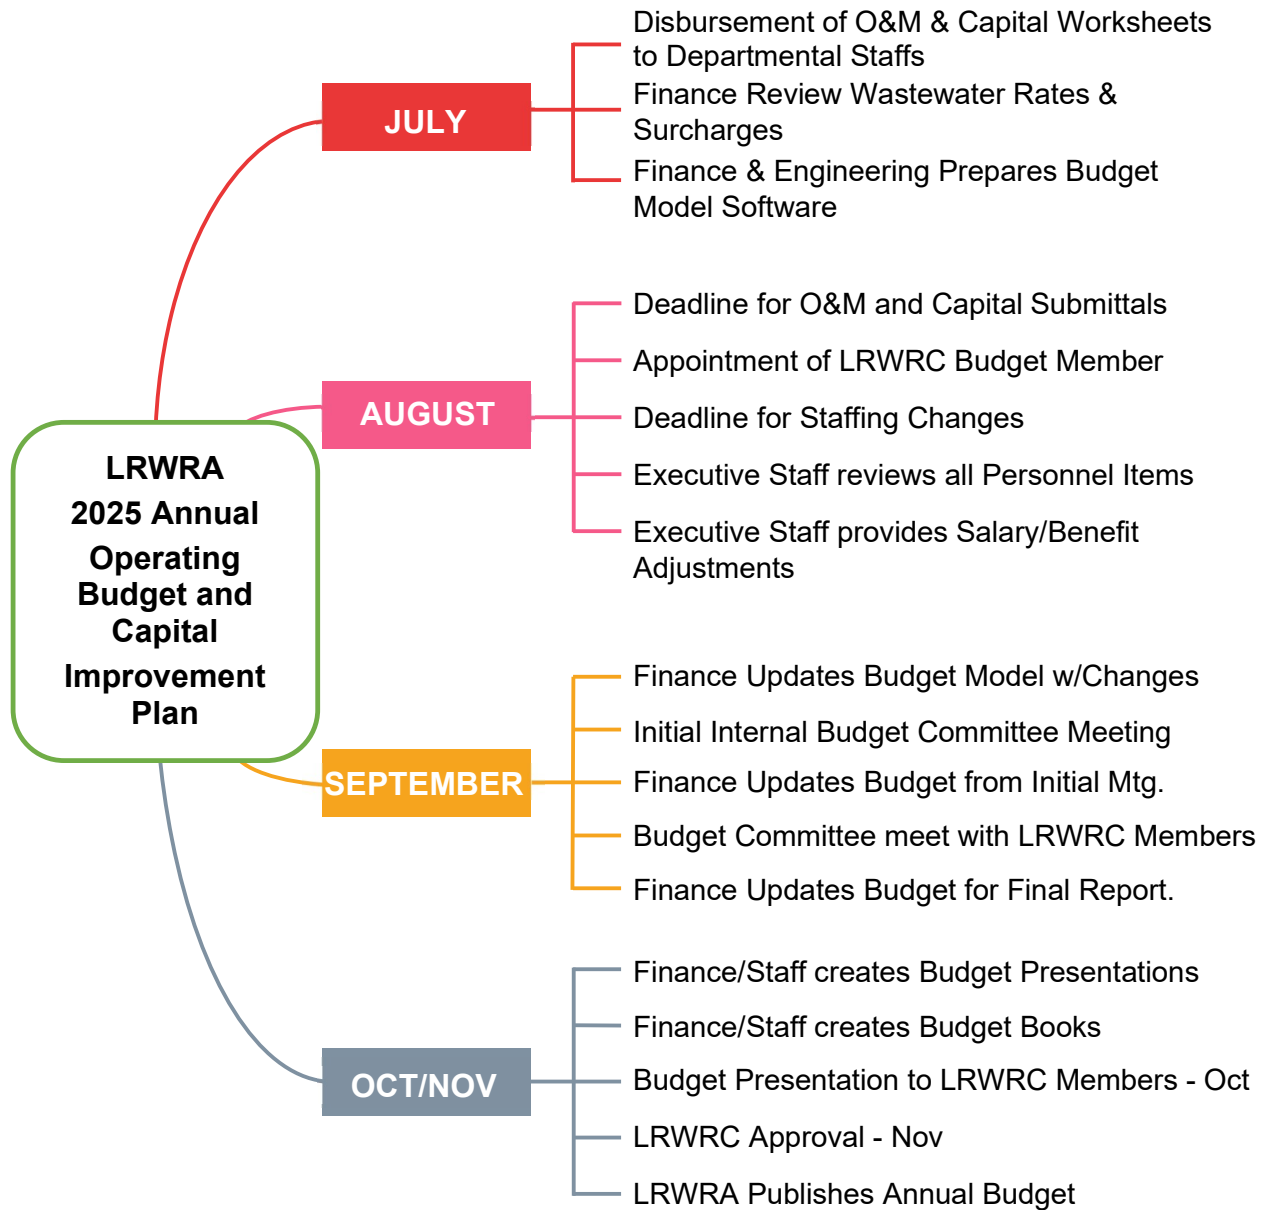 Disbursement of O&M & Capital Worksheets
to Departmental Staffs
JULY
Finance Review Wastewater Rates &
Surcharges
Finance & Engineering Prepares Budget
Model Software
AUGUST
Deadline for O&M and Capital Submittals
Appointment of LRWRC Budget Member
Deadline for Staffing Changes
Executive Staff reviews all Personnel Items
Executive Staff provides Salary/Benefit
Adjustments
LRWRA
2025 Annual
Operating
Budget and
Capital
Improvement
Plan
SEPTEMBER
Finance Updates Budget Model w/Changes
Initial Internal Budget Committee Meeting
Finance Updates Budget from Initial Mtg.
Budget Committee meet with LRWRC Members
Finance Updates Budget for Final Report.
OCT/NOV
Finance/Staff creates Budget Presentations
Finance/Staff creates Budget Books
Budget Presentation to LRWRC Members - Oct
LRWRC Approval - Nov
LRWRA Publishes Annual Budget